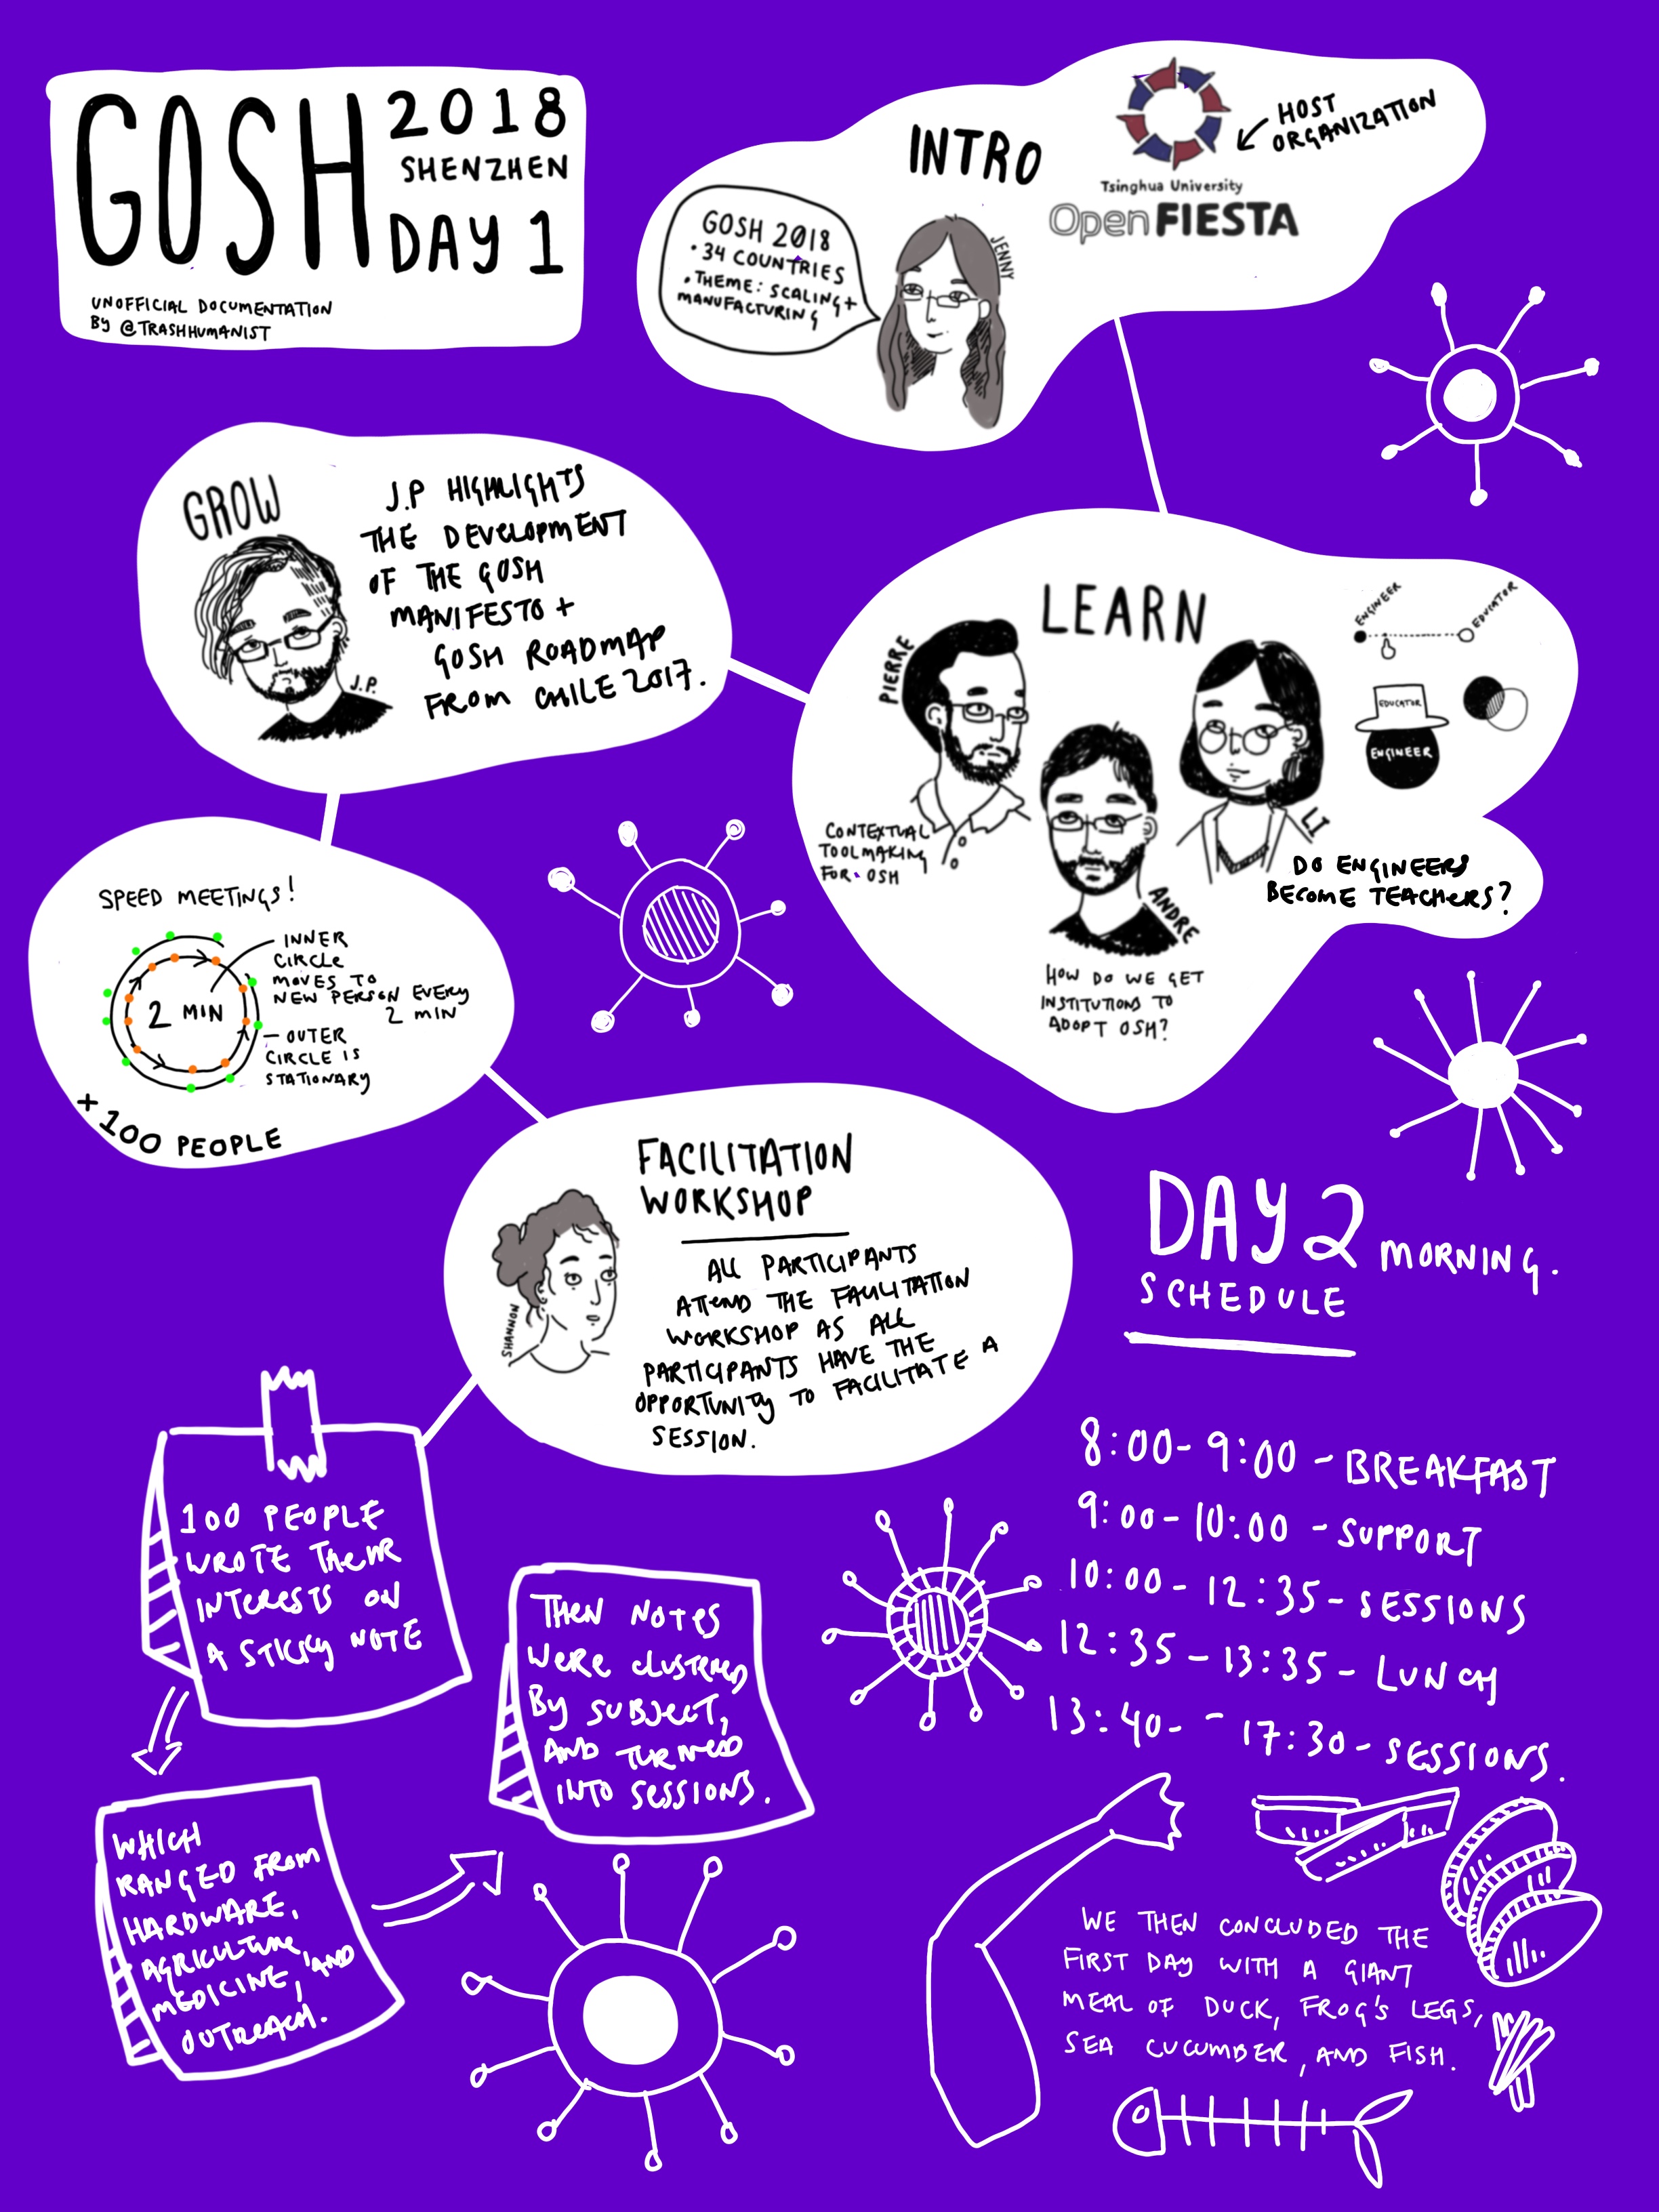 GOSH
2018
SHENZHEN
DAY 1
UNOFFICIAL DOCUMENTATION
BY @TRASHHUMANIST
INTRO
HOST
ORGANIZATION
Tsinghua University
Open FIESTA
GOSH 2018
• 34 COUNTRIES
• THEME: SCALING +
MANUFACTURING
JENNY
LEARN
PIERRE
CONTEXTUAL
TOOLMAKING
FOR OSH
ANDRE
HOW DO WE GET
INSTITUTIONS TO
ADOPT OSH?
LI
ENGINEER
EDUCATOR
EDUCATOR
ENGINEER
DO ENGINEERS
BECOME TEACHERS?
GROW
J.P.
J.P HIGHLIGHTS
THE DEVELOPMENT
OF THE GOSH
MANIFESTO +
GOSH ROADMAP
FROM CHILE 2017.
SPEED MEETINGS!
2 MIN
INNER
CIRCLE
MOVES TO
NEW PERSON EVERY
2 MIN
— OUTER
CIRCLE IS
STATIONARY
+ 100 PEOPLE
FACILITATION
WORKSHOP
SHANNON
ALL PARTICIPANTS
ATTEND THE FACILITATION
WORKSHOP AS ALL
PARTICIPANTS HAVE THE
OPPORTUNITY TO FACILITATE A
SESSION.
100 PEOPLE
WROTE THEIR
INTERESTS ON
A STICKY NOTE
WHICH
RANGED FROM
HARDWARE,
AGRICULTURE,
MEDICINE, AND
OUTREACH.
THEN NOTES
WERE CLUSTERED
BY SUBJECT,
AND TURNED
INTO SESSIONS.
DAY 2 MORNING.
SCHEDULE
8:00 - 9:00 - BREAKFAST
9:00 - 10:00 - SUPPORT
10:00 - 12:35 - SESSIONS
12:35 - 13:35 - LUNCH
13:40 - - 17:30 - SESSIONS.
WE THEN CONCLUDED THE
FIRST DAY WITH A GIANT
MEAL OF DUCK, FROG'S LEGS,
SEA CUCUMBER, AND FISH.